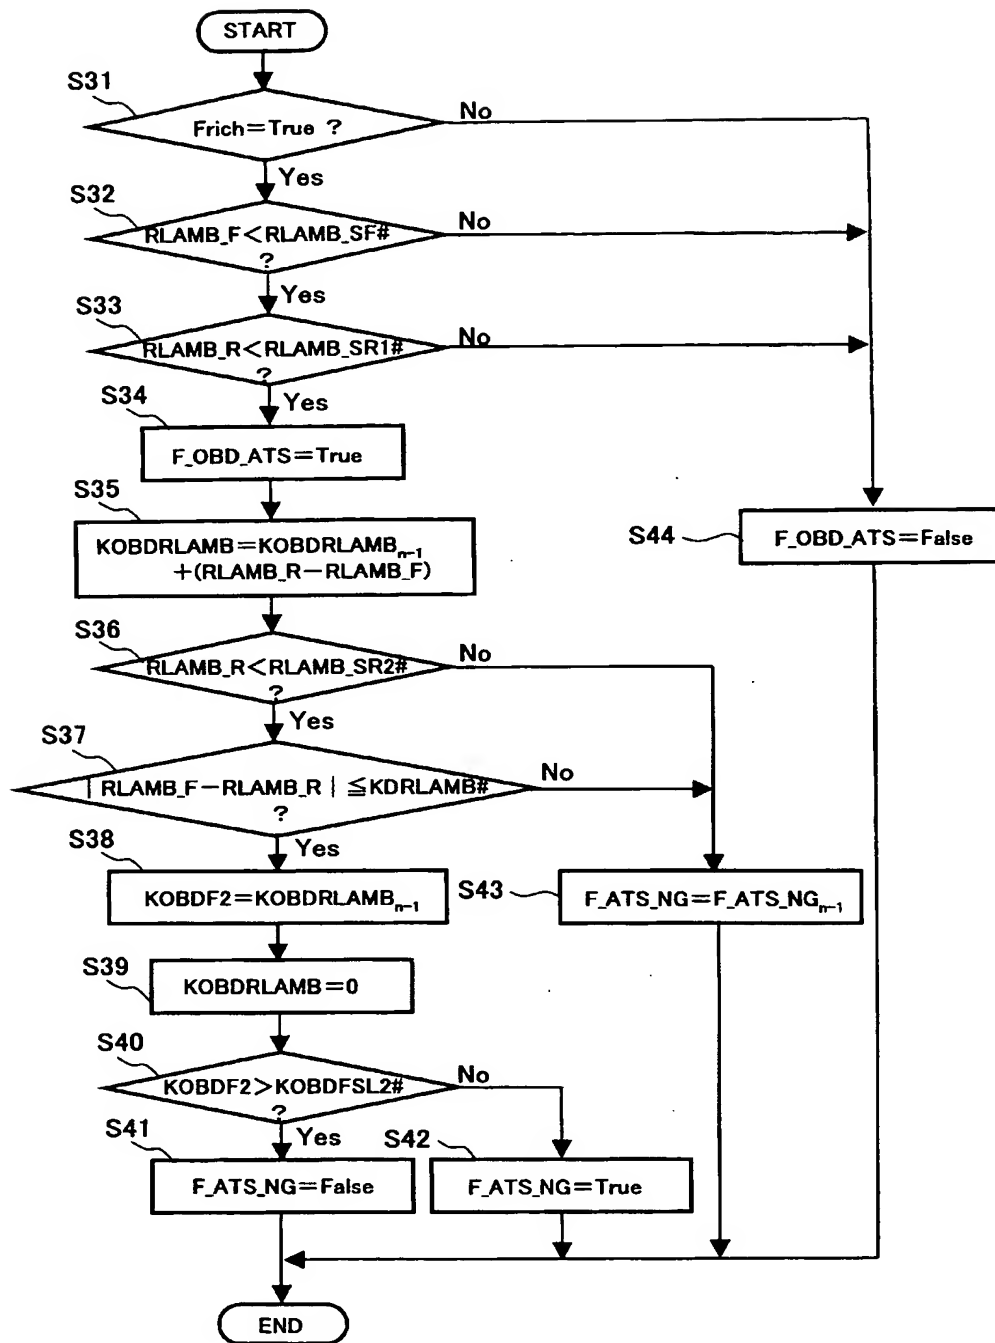 START
S31
Frich=True ?
No
Yes
S32
RLAMB_F<RLAMB_SF#
?
No
Yes
S33
RLAMB_R<RLAMB_SR1#
?
No
Yes
S34
F_OBD_ATS=True
S35
KOBDRLAMB=KOBDRLAMBn-1
+(RLAMB_R-RLAMB_F)
S44
F_OBD_ATS=False
S36
RLAMB_R<RLAMB_SR2#
?
No
Yes
S37
|RLAMB_F-RLAMB_R|≦KDRLAMB#
?
No
Yes
S38
KOBDF2=KOBDRLAMBn-1
S43
F_ATS_NG=F_ATS_NGn-1
S39
KOBDRLAMB=0
S40
KOBDF2>KOBDFSL2#
?
No
Yes
S41
F_ATS_NG=False
S42
F_ATS_NG=True
END